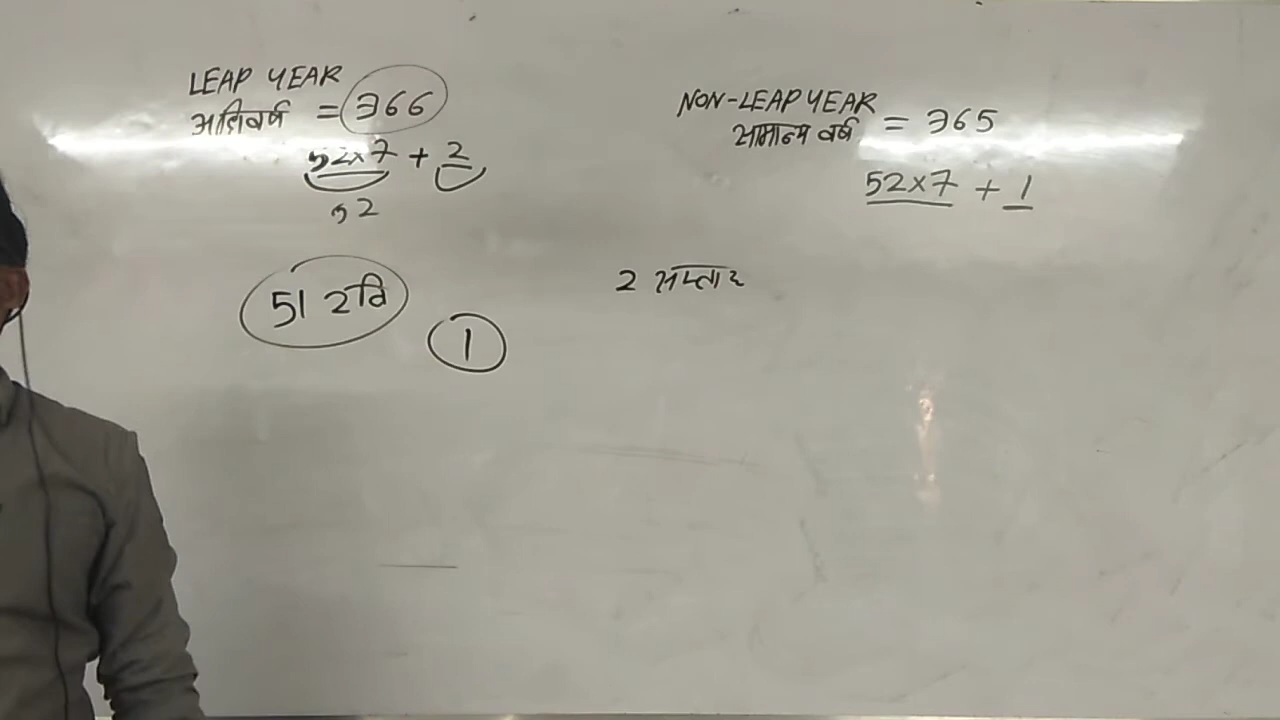 LEAP YEAR
अधिवर्ष = 366
52x7 + 2
52
51 रवि
1
NON-LEAP YEAR
सामान्य वर्ष = 365
52x7 + 1
2 सप्ताह